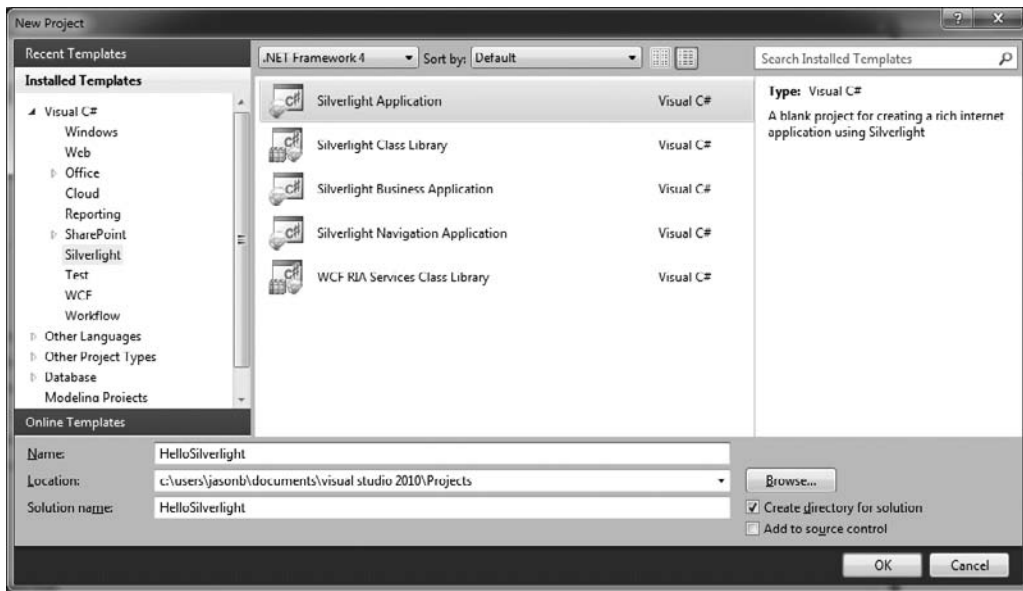 New Project
Recent Templates
.NET Framework 4 Sort by: Default
Search Installed Templates
Installed Templates
Visual C#
Windows
Web
Office
Cloud
Reporting
SharePoint
Silverlight
Test
WCF
Workflow
Other Languages
Other Project Types
Database
Modeling Projects
Online Templates
Silverlight Application Visual C#
Silverlight Class Library Visual C#
Silverlight Business Application Visual C#
Silverlight Navigation Application Visual C#
WCF RIA Services Class Library Visual C#
Type: Visual C#
A blank project for creating a rich internet
application using Silverlight
Name: HelloSilverlight
Location: c:\users\jasonb\documents\visual studio 2010\Projects
Browse...
Solution name: HelloSilverlight
Create directory for solution
Add to source control
OK Cancel